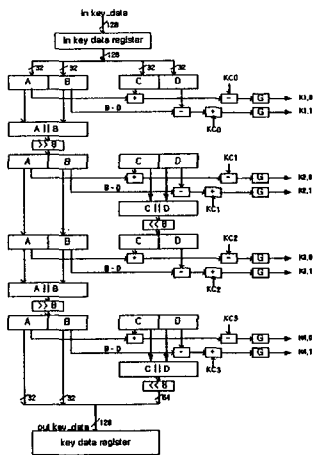 in key_data
128
in key data register
128
32 32 32 32
A B C D
KC0
+ - G K1,0
B - D - + G K1,1
KC0
A || B
>> 8
A B C D
KC1
+ - G K2,0
B - D - + G K2,1
KC1
C || D
<< 8
A B C D
KC2
+ - G K3,0
B - D - + G K3,1
KC2
A || B
>> 8
A B C D
KC3
+ - G K4,0
B - D - + G K4,1
KC3
C || D
<< 8
32 32 64
out key_data
128
key data register